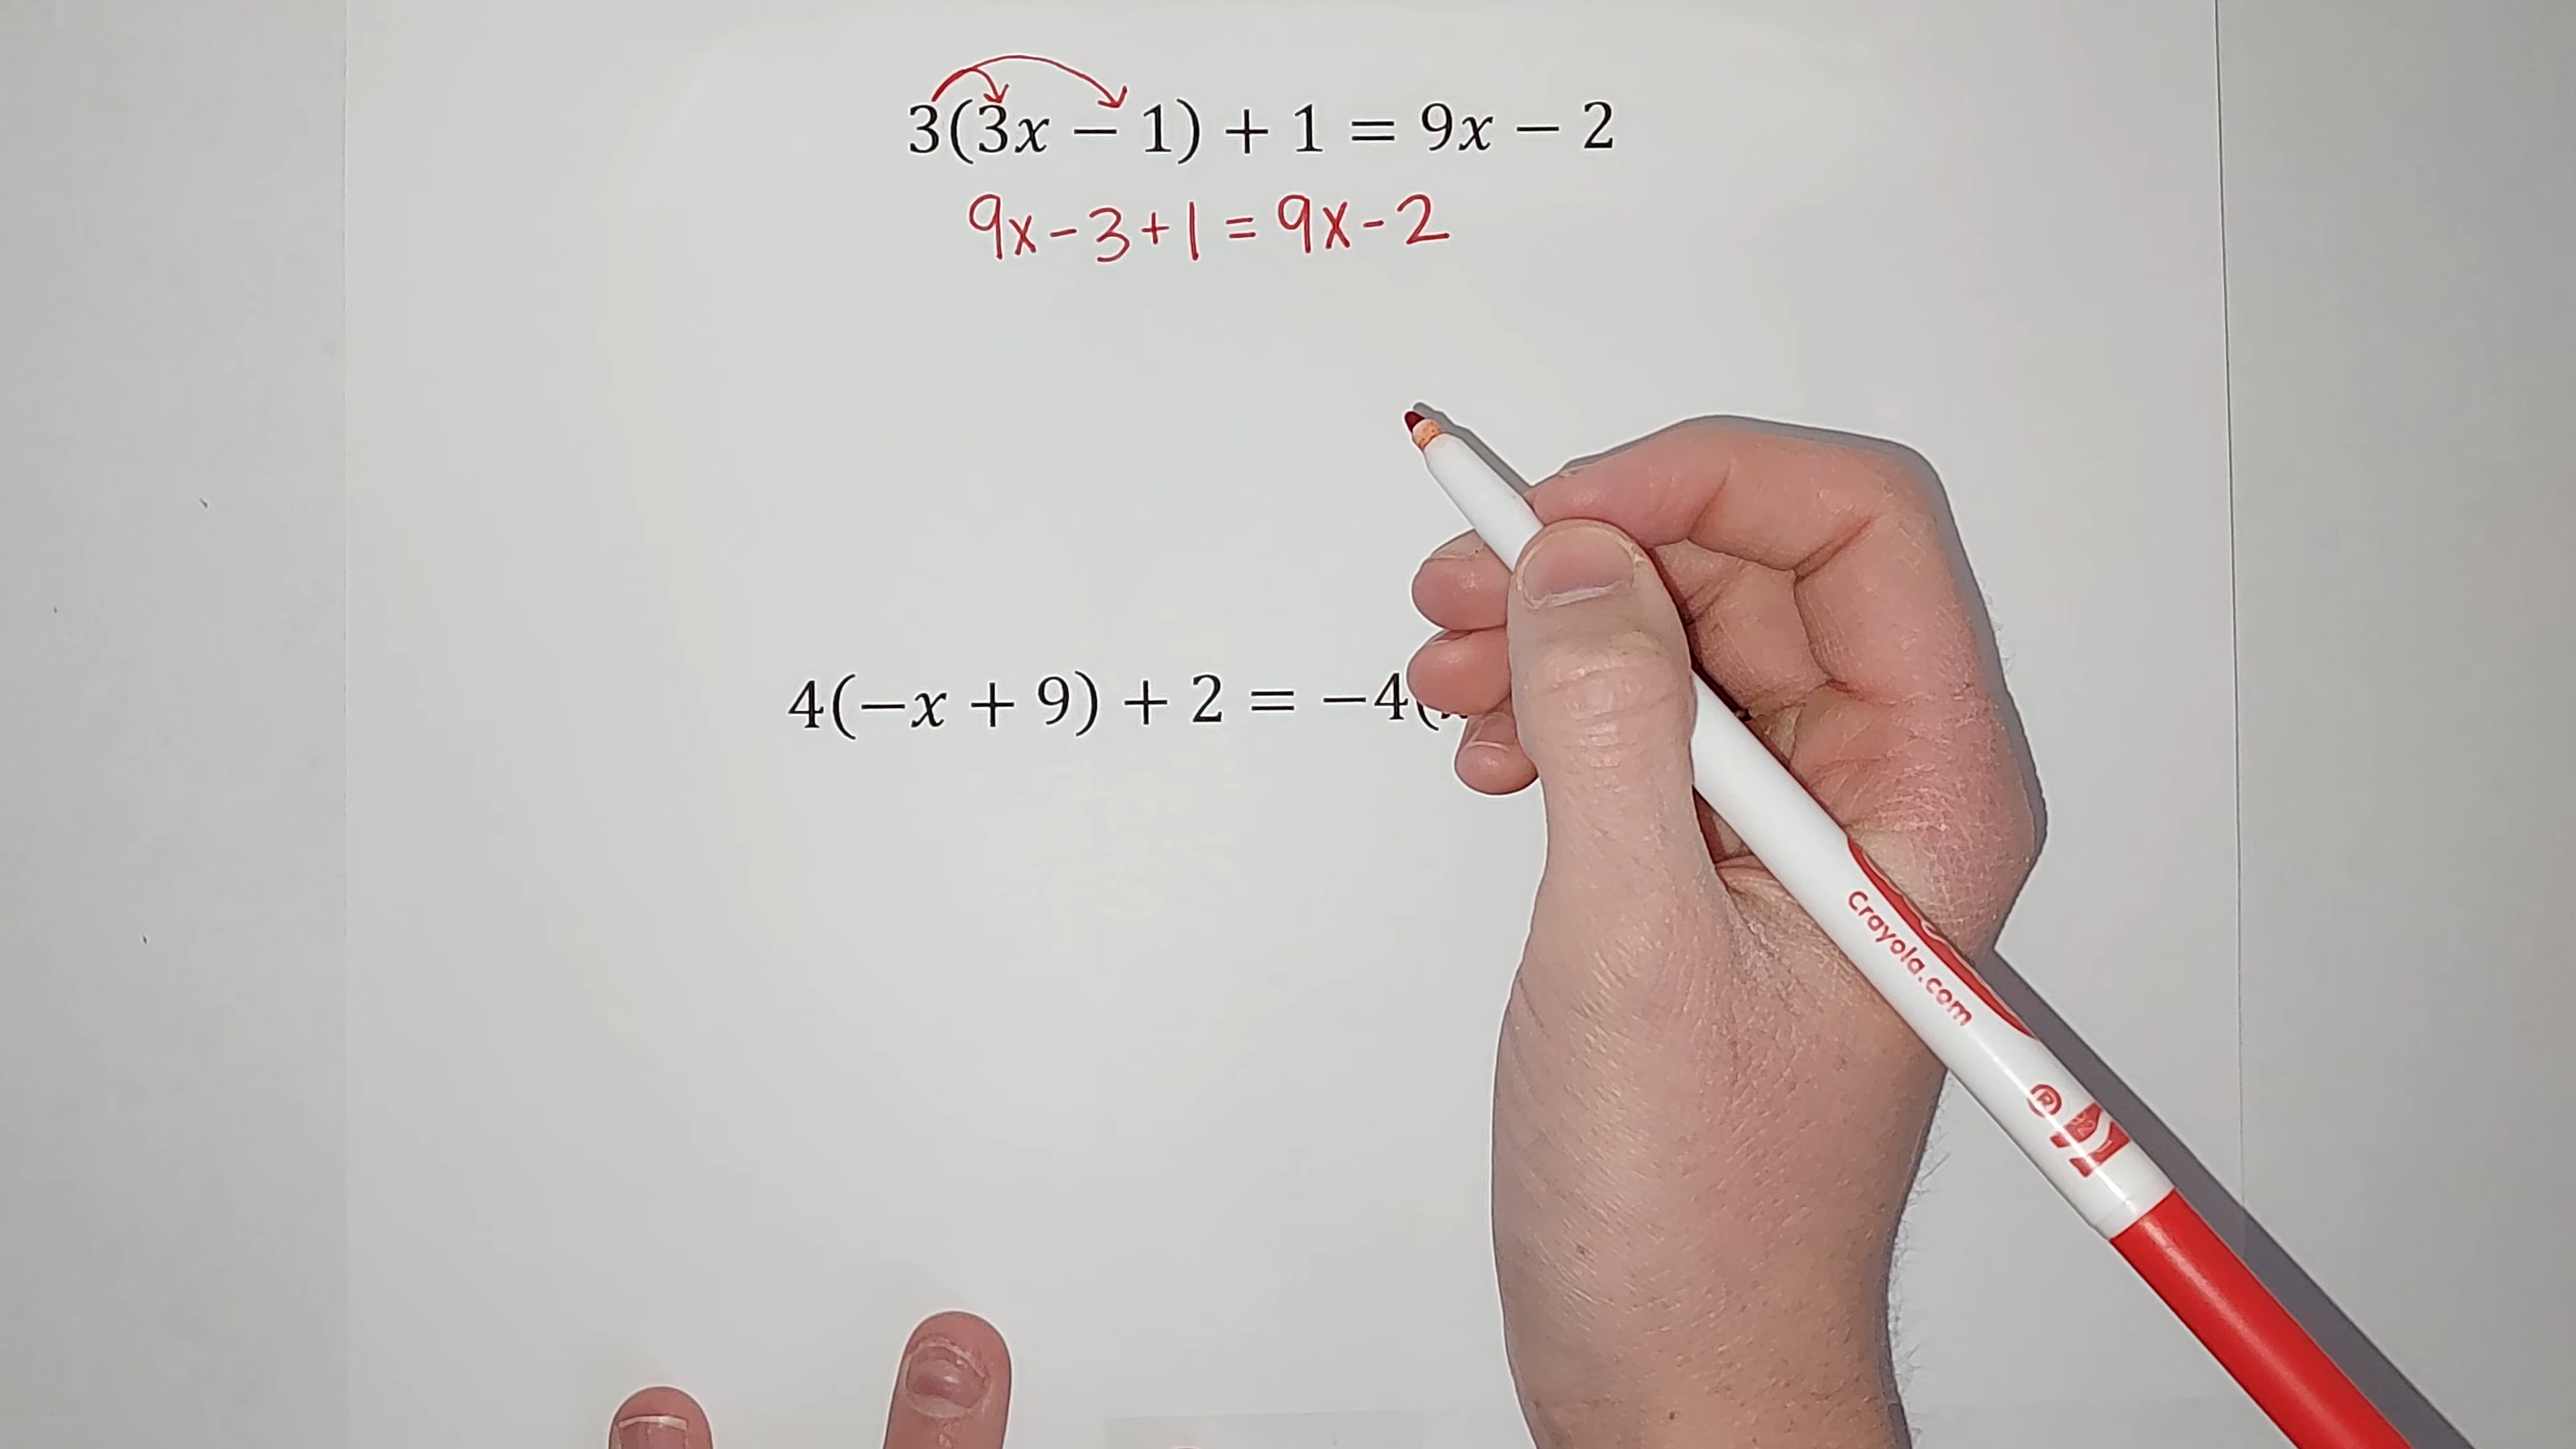 3(3x − 1) + 1 = 9x − 2
9x-3+1=9x-2
4(−x + 9) + 2 = −4(
Crayola.com
®